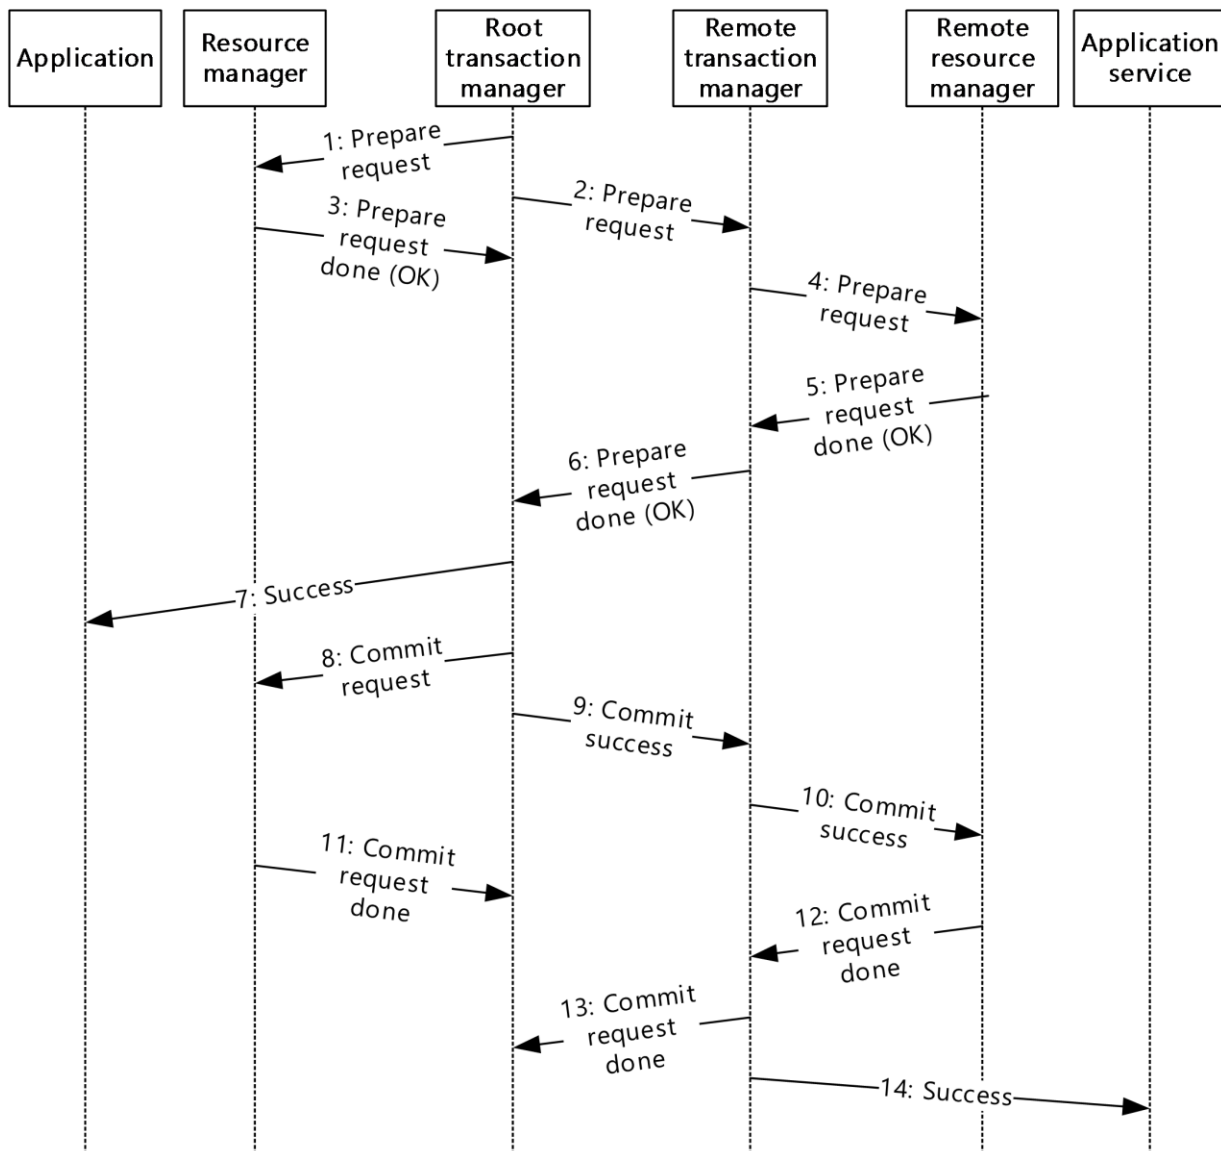 Application
Resource
manager
Root
transaction
manager
Remote
transaction
manager
Remote
resource
manager
Application
service
1: Prepare
request
2: Prepare
request
3: Prepare
request
done (OK)
4: Prepare
request
5: Prepare
request
done (OK)
6: Prepare
request
done (OK)
7: Success
8: Commit
request
9: Commit
success
10: Commit
success
11: Commit
request
done
12: Commit
request
done
13: Commit
request
done
14: Success